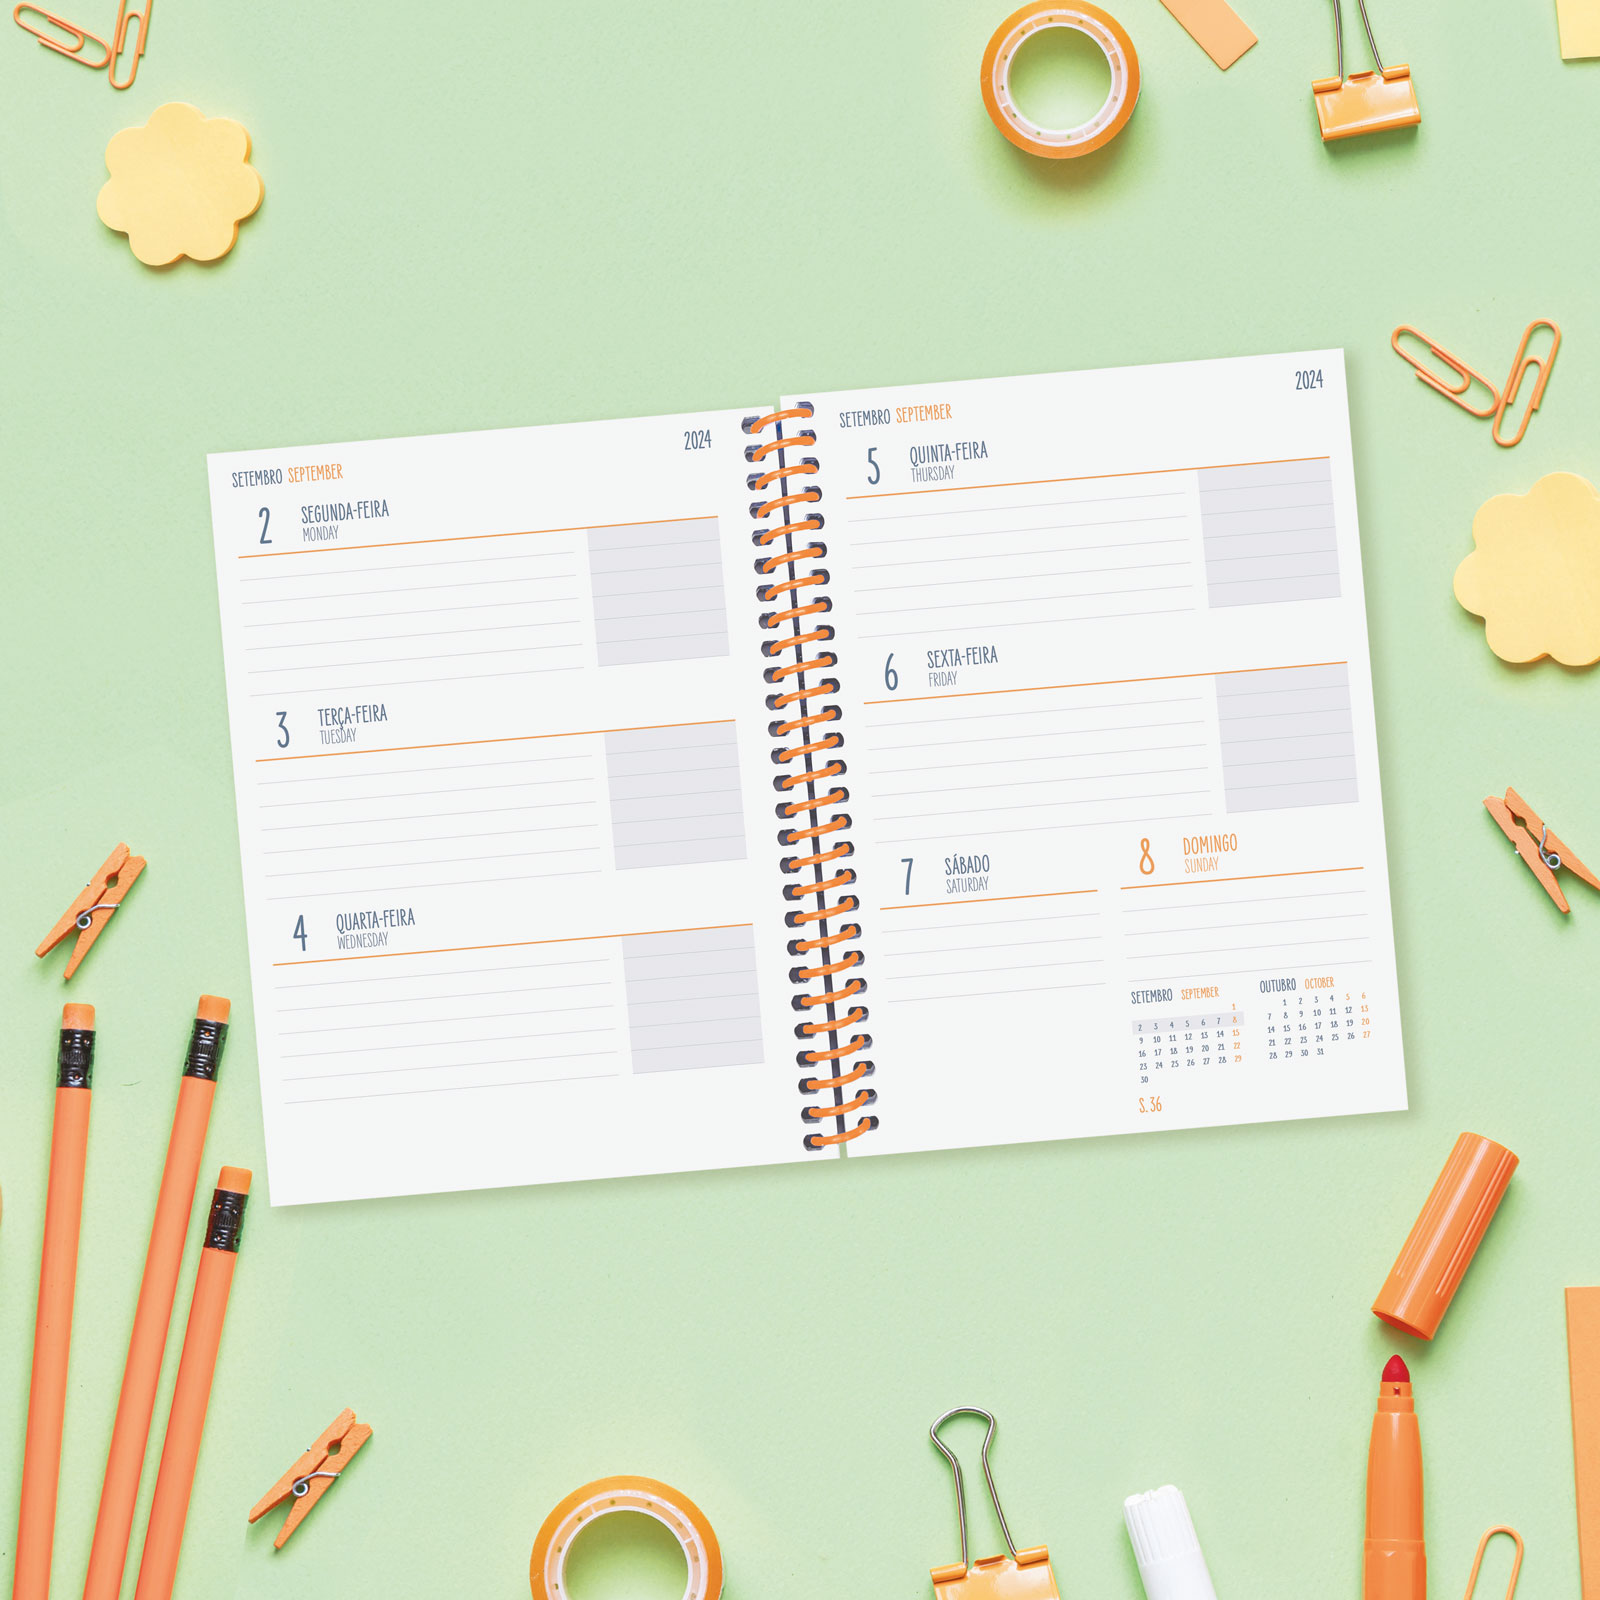 2024
SETEMBRO SEPTEMBER
2 SEGUNDA-FEIRA
MONDAY
3 TERÇA-FEIRA
TUESDAY
4 QUARTA-FEIRA
WEDNESDAY
2024
SETEMBRO SEPTEMBER
5 QUINTA-FEIRA
THURSDAY
6 SEXTA-FEIRA
FRIDAY
7 SÁBADO
SATURDAY
8 DOMINGO
SUNDAY
SETEMBRO SEPTEMBER
1
2 3 4 5 6 7 8
9 10 11 12 13 14 15
16 17 18 19 20 21 22
23 24 25 26 27 28 29
30
S. 36
OUTUBRO OCTOBER
1 2 3 4 5 6
7 8 9 10 11 12 13
14 15 16 17 18 19 20
21 22 23 24 25 26 27
28 29 30 31